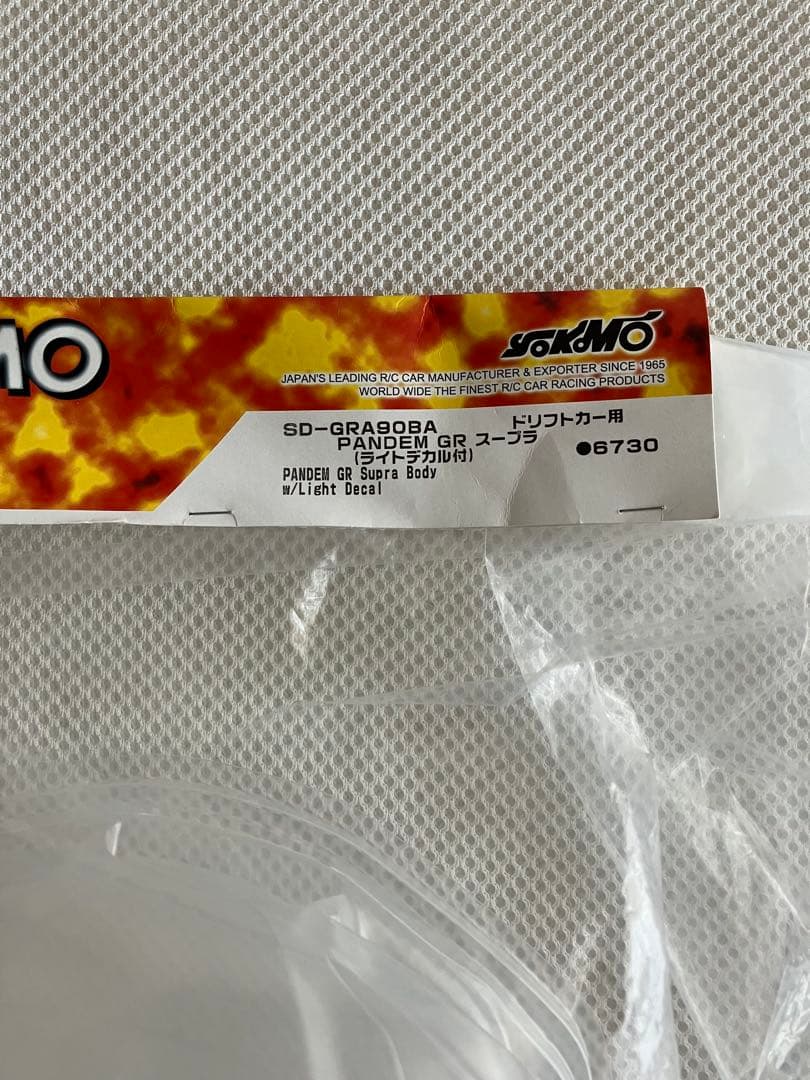 MO
YOKOMO
JAPAN'S LEADING R/C CAR MANUFACTURER & EXPORTER SINCE 1965
WORLD WIDE THE FINEST R/C CAR RACING PRODUCTS
SD-GRA90BA ドリフトカー用
PANDEM GR スープラ
(ライトデカル付) ●6730
PANDEM GR Supra Body
w/Light Decal